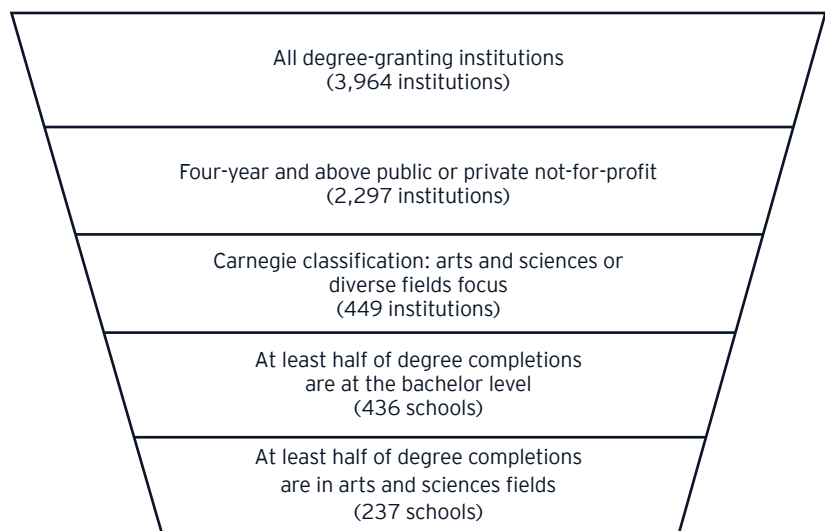 All degree-granting institutions
(3,964 institutions)
Four-year and above public or private not-for-profit
(2,297 institutions)
Carnegie classification: arts and sciences or
diverse fields focus
(449 institutions)
At least half of degree completions
are at the bachelor level
(436 schools)
At least half of degree completions
are in arts and sciences fields
(237 schools)